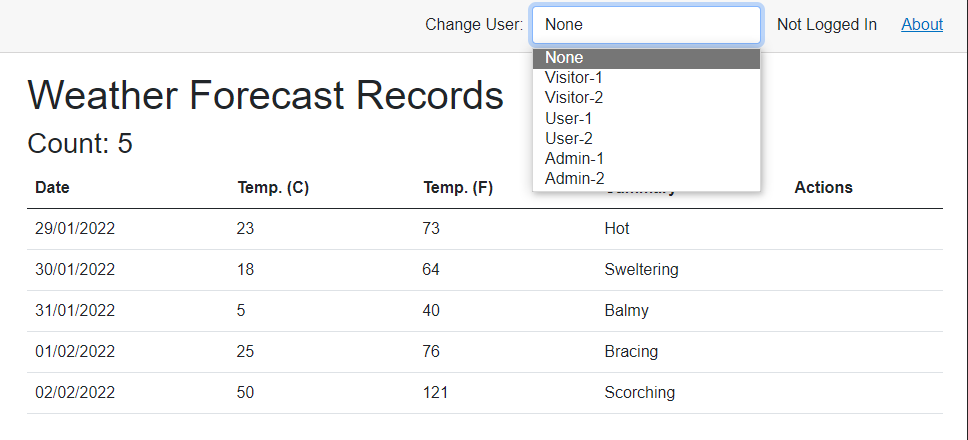 Change User: None Not Logged In About
None
Visitor-1
Visitor-2
User-1
User-2
Admin-1
Admin-2
Weather Forecast Records
Count: 5
Date Temp. (C) Temp. (F) Summary Actions
29/01/2022 23 73 Hot
30/01/2022 18 64 Sweltering
31/01/2022 5 40 Balmy
01/02/2022 25 76 Bracing
02/02/2022 50 121 Scorching